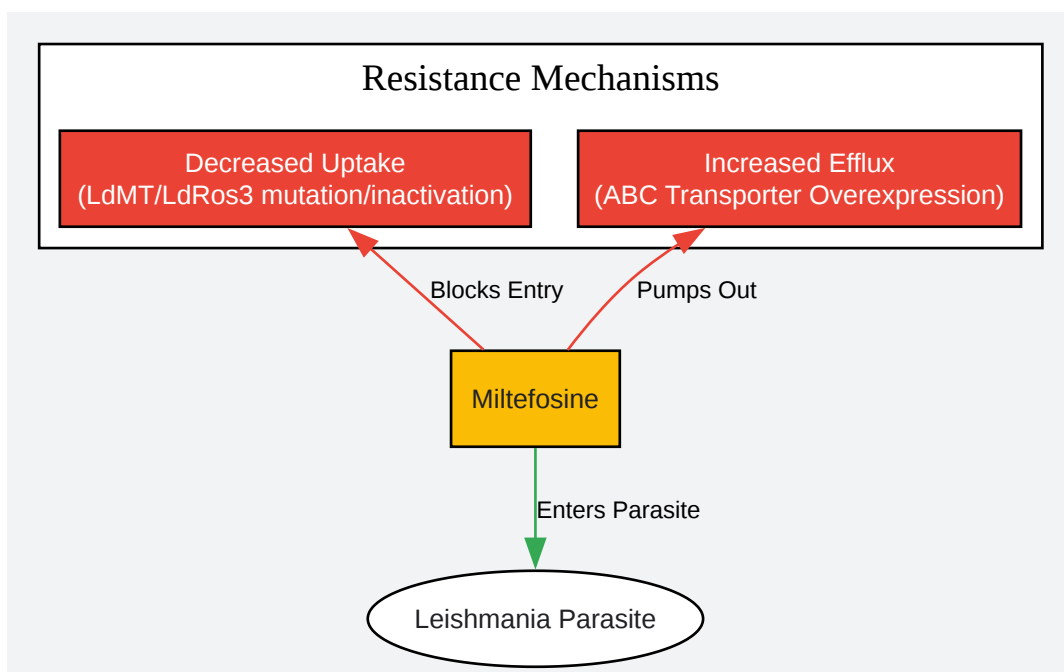 Resistance Mechanisms
Decreased Uptake
(LdMT/LdRos3 mutation/inactivation)
Increased Efflux
(ABC Transporter Overexpression)
Blocks Entry
Pumps Out
Miltefosine
Enters Parasite
Leishmania Parasite